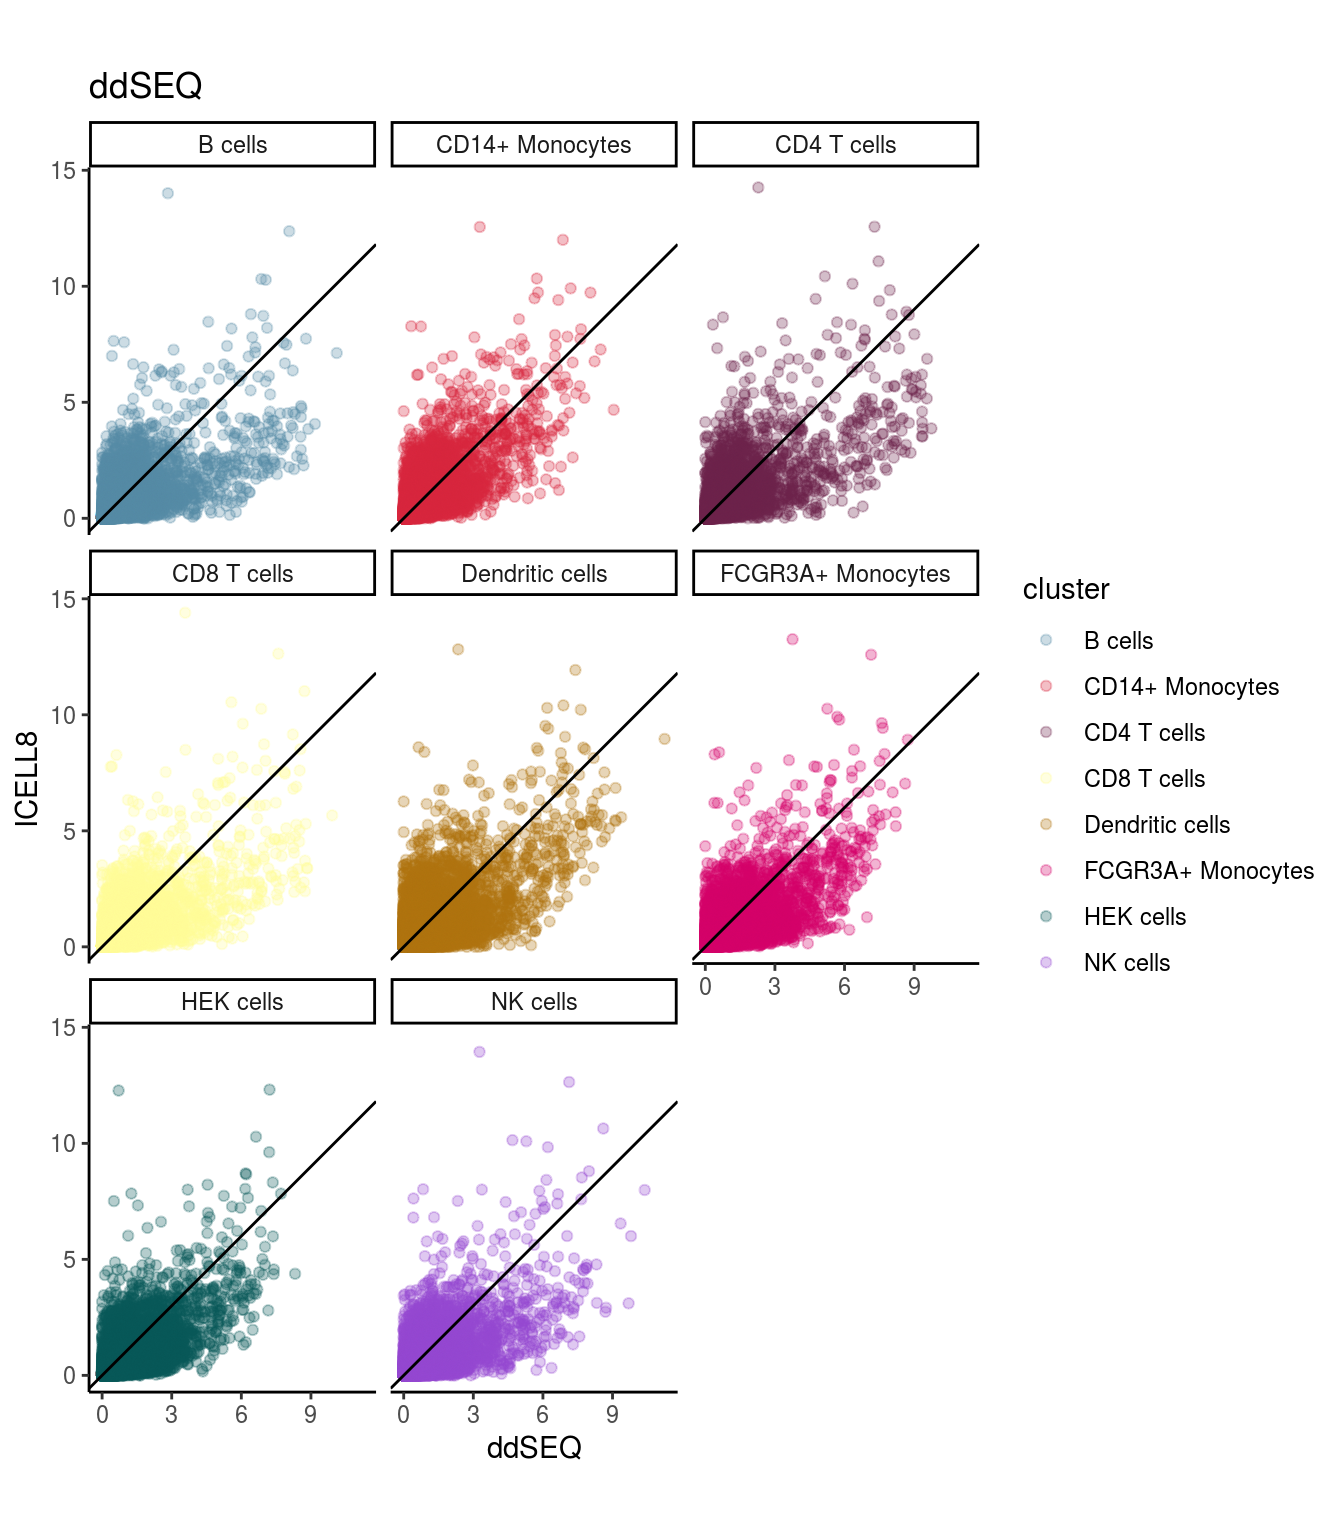 ddSEQ
B cells
CD14+ Monocytes
CD4 T cells
15
10
5
0
CD8 T cells
Dendritic cells
FCGR3A+ Monocytes
15
10
5
0
0 3 6 9
HEK cells
NK cells
15
10
5
0
0 3 6 9
0 3 6 9
ddSEQ
ICELL8
cluster
B cells
CD14+ Monocytes
CD4 T cells
CD8 T cells
Dendritic cells
FCGR3A+ Monocytes
HEK cells
NK cells